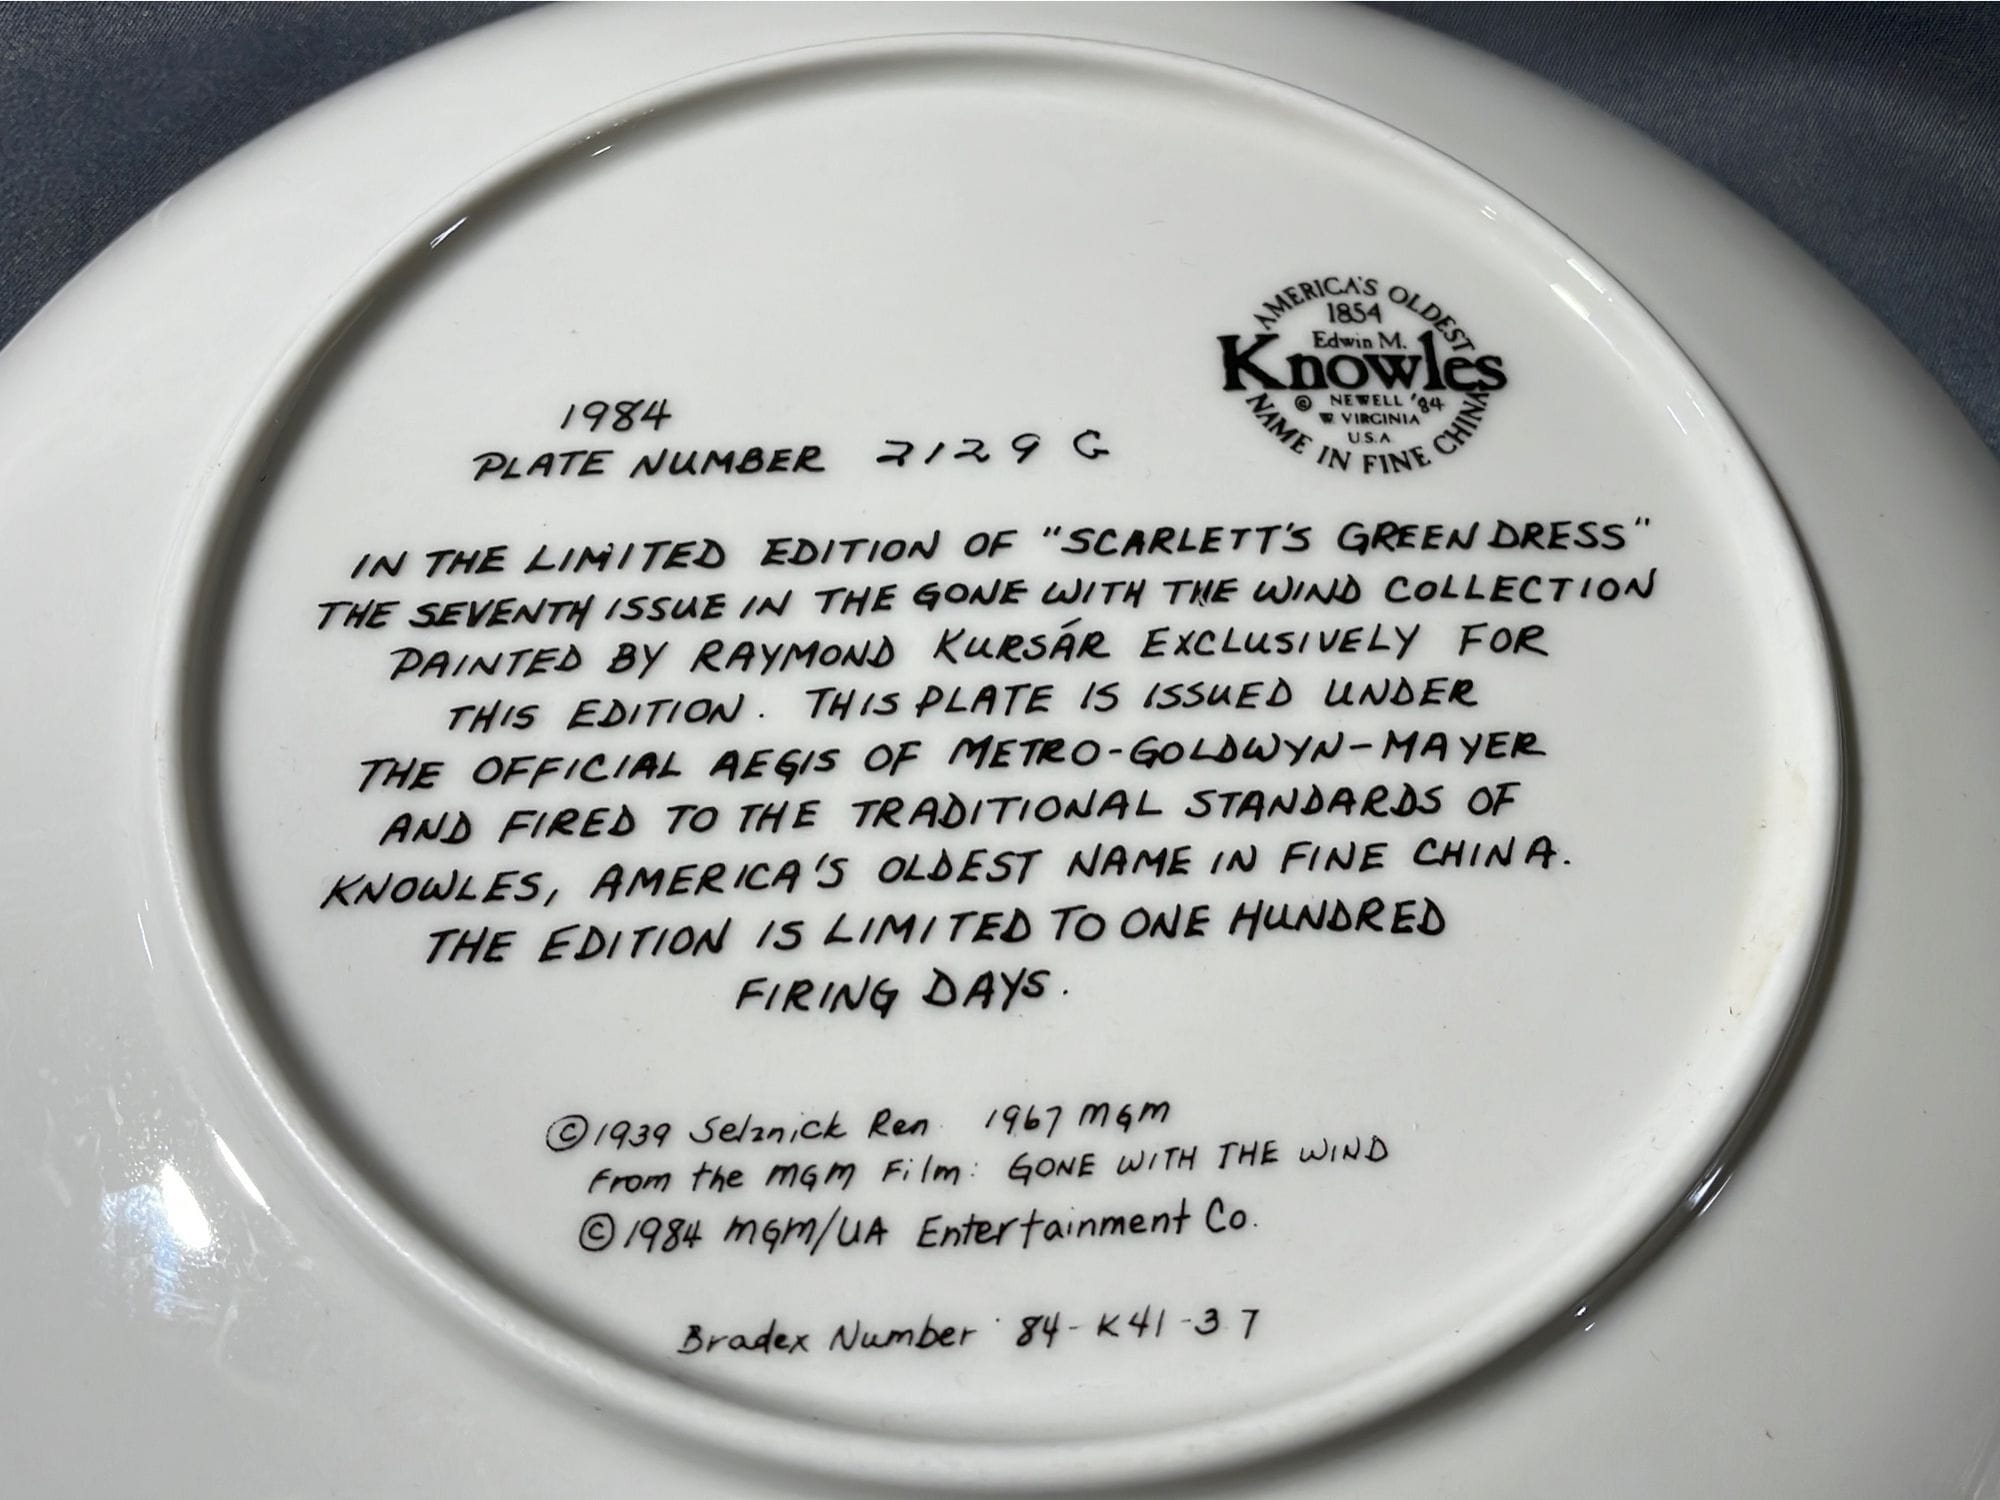 AMERICA'S OLDEST
1854
Edwin M.
Knowles
© NEWELL '84
W VIRGINIA
U.S.A
NAME IN FINE CHINA
1984
PLATE NUMBER 2129 G
IN THE LIMITED EDITION OF "SCARLETT'S GREEN DRESS"
THE SEVENTH ISSUE IN THE GONE WITH THE WIND COLLECTION
PAINTED BY RAYMOND KURSÁR EXCLUSIVELY FOR
THIS EDITION. THIS PLATE IS ISSUED UNDER
THE OFFICIAL AEGIS OF METRO-GOLDWYN-MAYER
AND FIRED TO THE TRADITIONAL STANDARDS OF
KNOWLES, AMERICA'S OLDEST NAME IN FINE CHINA.
THE EDITION IS LIMITED TO ONE HUNDRED
FIRING DAYS.
© 1939 Selznick Ren. 1967 MGM
From the MGM Film: GONE WITH THE WIND
© 1984 MGM/UA Entertainment Co.
Bradex Number 84-K41-3.7